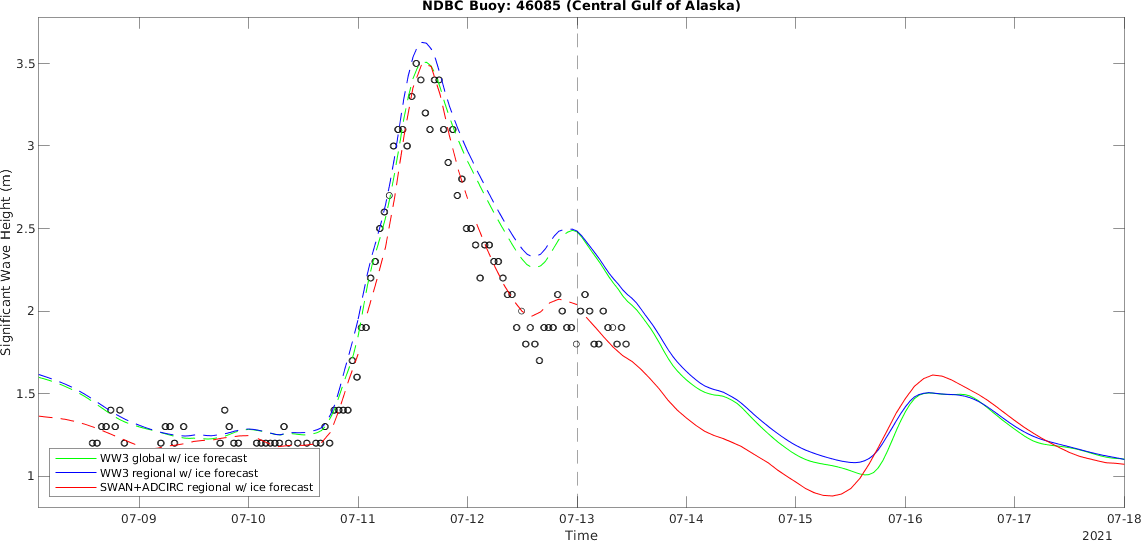 NDBC Buoy: 46085 (Central Gulf of Alaska)
Significant Wave Height (m)
3.5
3
2.5
2
1.5
1
WW3 global w/ ice forecast
WW3 regional w/ ice forecast
SWAN+ADCIRC regional w/ ice forecast
07-09 07-10 07-11 07-12 07-13 07-14 07-15 07-16 07-17 07-18
Time
2021